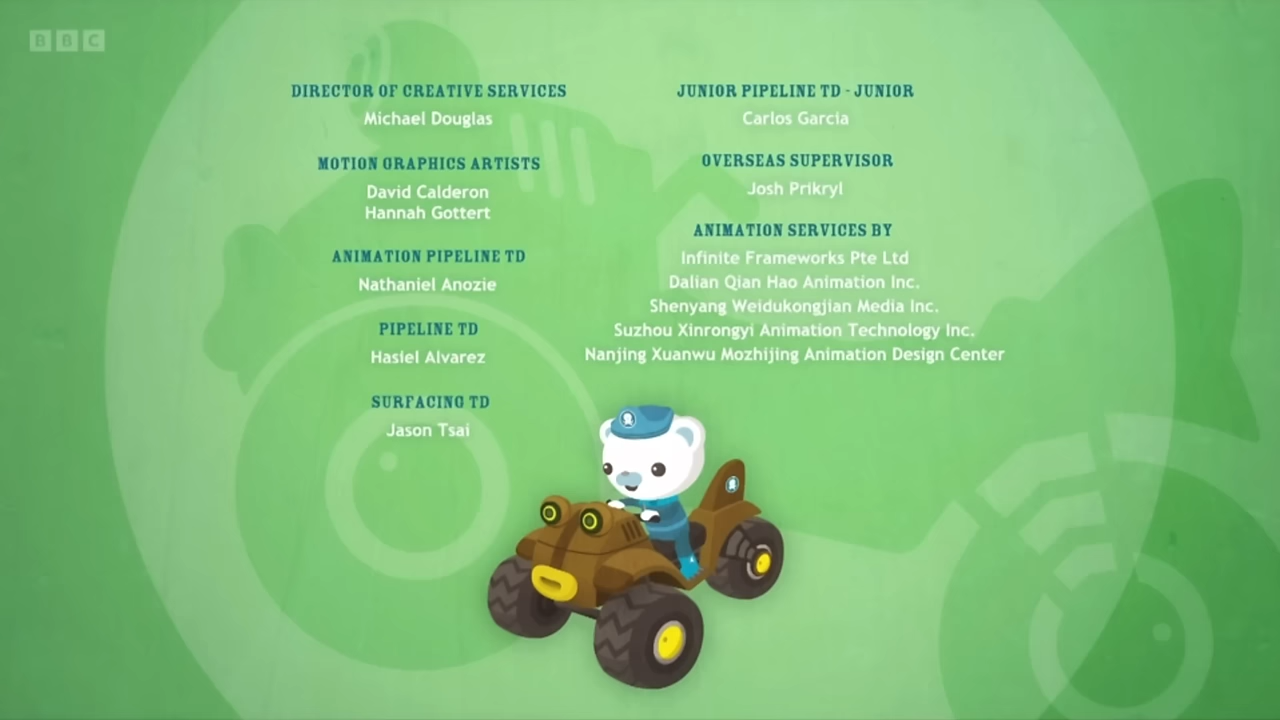 BBC
DIRECTOR OF CREATIVE SERVICES
Michael Douglas
MOTION GRAPHICS ARTISTS
David Calderon
Hannah Gottert
ANIMATION PIPELINE TD
Nathaniel Anozie
PIPELINE TD
Hasiel Alvarez
SURFACING TD
Jason Tsai
JUNIOR PIPELINE TD - JUNIOR
Carlos Garcia
OVERSEAS SUPERVISOR
Josh Prikryl
ANIMATION SERVICES BY
Infinite Frameworks Pte Ltd
Dalian Qian Hao Animation Inc.
Shenyang Weidukongjian Media Inc.
Suzhou Xinrongyi Animation Technology Inc.
Nanjing Xuanwu Mozhijing Animation Design Center